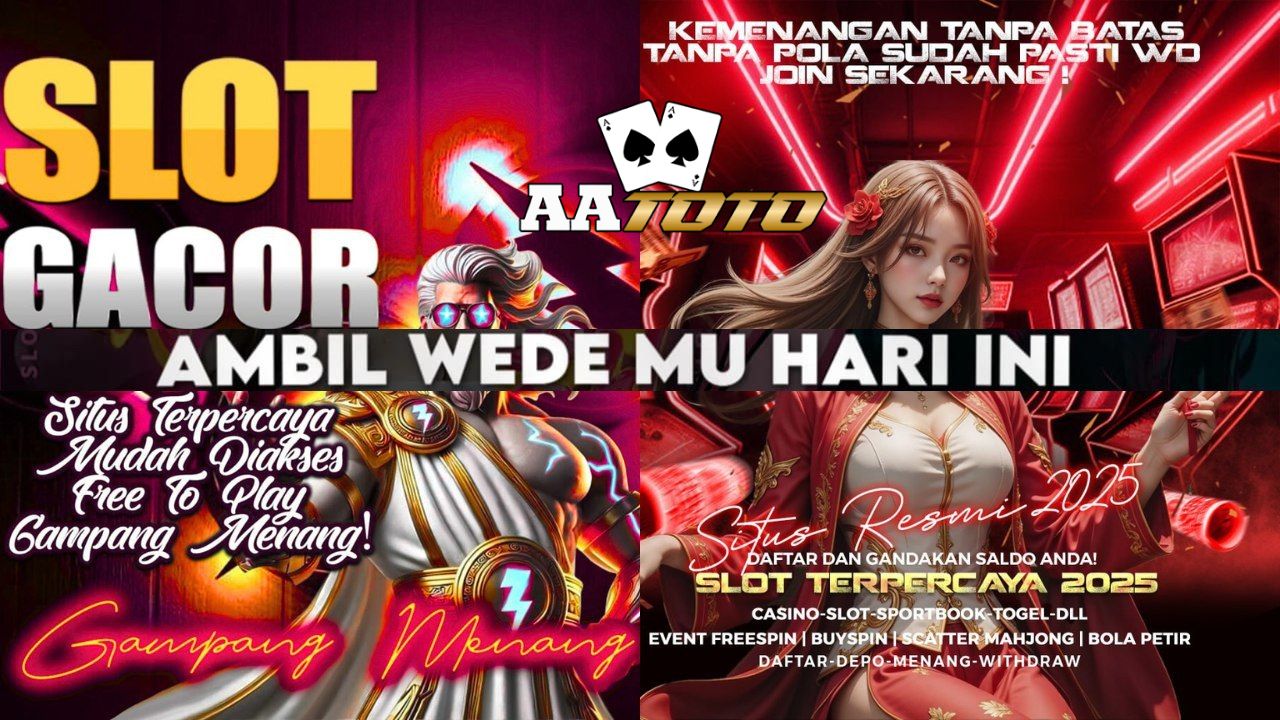 SLOT
GACOR
KEMENANGAN TANPA BATAS
TANPA POLA SUDAH PASTI WD
JOIN SEKARANG !
A
A
A
AATOTO
SLO
AMBIL WEDE MU HARI INI
Situs Terpercaya
Mudah Diakses
Free To Play
Gampang Menang!
Gampang Menang
Situs Resmi 2025
DAFTAR DAN GANDAKAN SALDO ANDA!
SLOT TERPERCAYA 2025
CASINO-SLOT-SPORTBOOK-TOGEL-DLL
EVENT FREESPIN | BUYSPIN | SCATTER MAHJONG | BOLA PETIR
DAFTAR-DEPO-MENANG-WITHDRAW